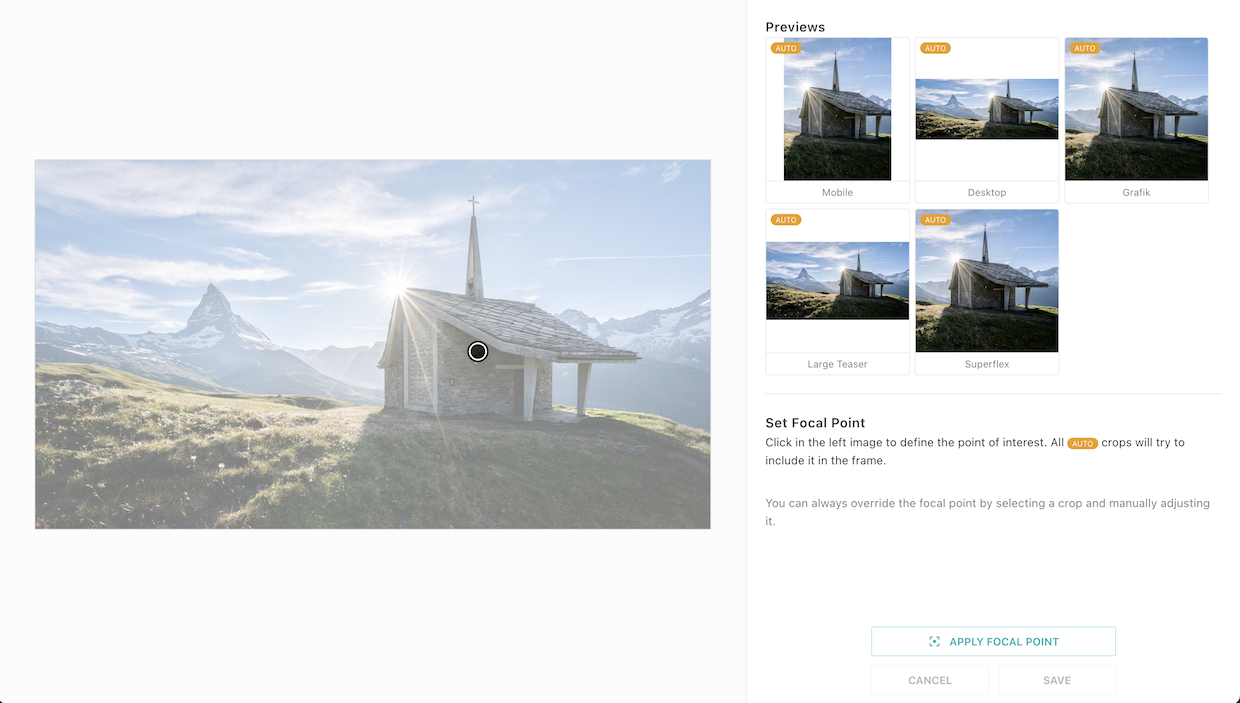 Previews
AUTO
AUTO
AUTO
Mobile
Desktop
Grafik
AUTO
AUTO
Large Teaser
Superflex
Set Focal Point
Click in the left image to define the point of interest. All AUTO crops will try to
include it in the frame.
You can always override the focal point by selecting a crop and manually adjusting
it.
APPLY FOCAL POINT
CANCEL
SAVE